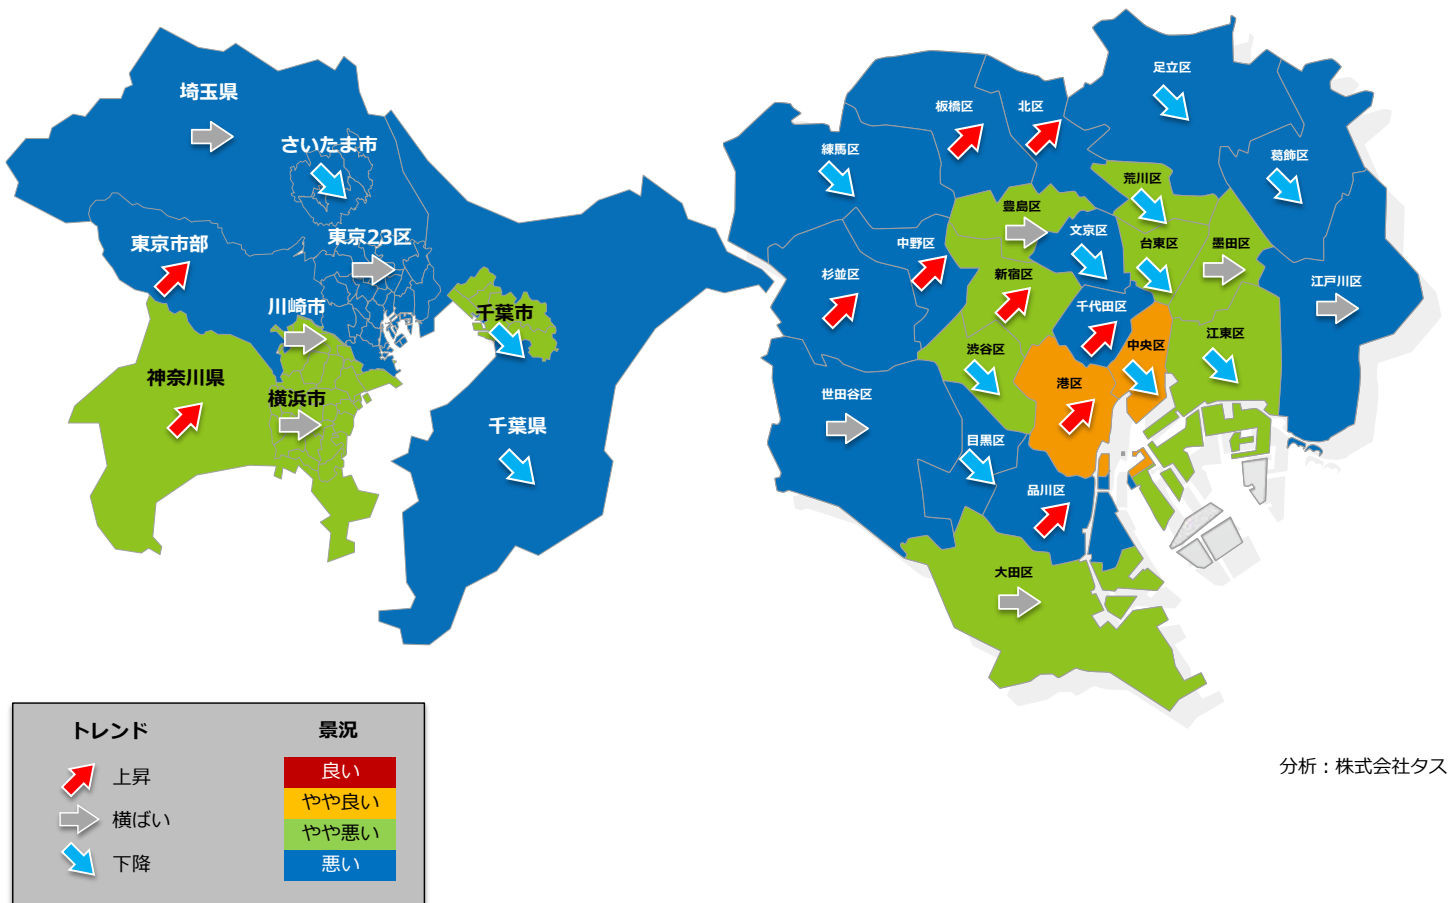 埼玉県
さいたま市
東京市部
東京23区
川崎市
千葉市
神奈川県
横浜市
千葉県
足立区
板橋区
北区
練馬区
葛飾区
荒川区
豊島区
文京区
中野区
台東区
墨田区
杉並区
新宿区
江戸川区
千代田区
江東区
中央区
渋谷区
港区
世田谷区
目黒区
品川区
大田区
トレンド
景況
上昇
横ばい
下降
良い
やや良い
やや悪い
悪い
分析：株式会社タス